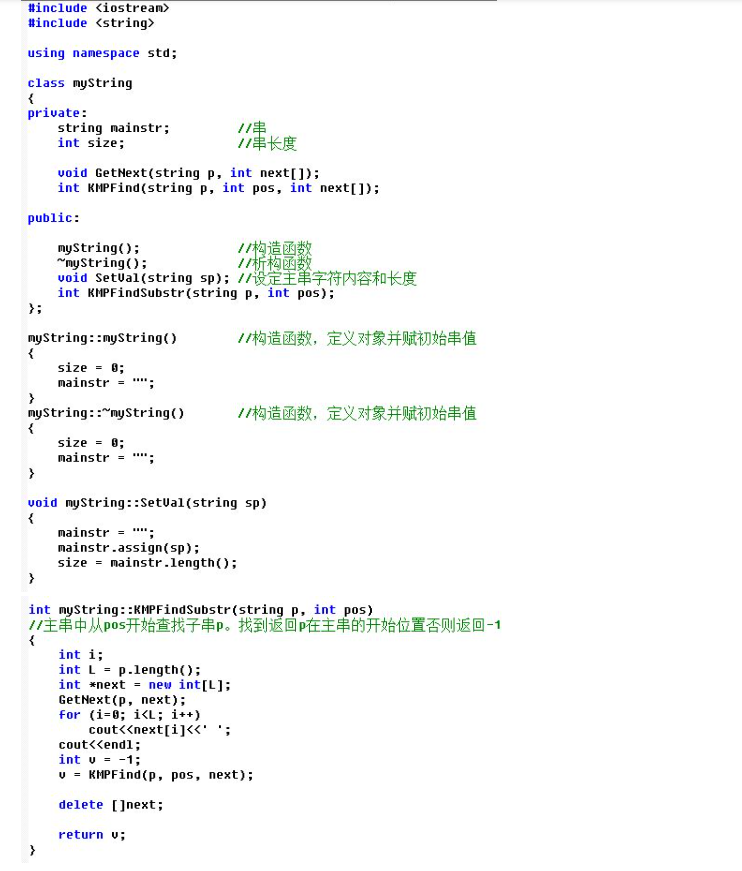 #include <iostream>
#include <string>
using namespace std;
class myString
{
private:
string mainstr; //串
int size; //串长度
void GetNext(string p, int next[]);
int KMPFind(string p, int pos, int next[]);
public:
myString(); //构造函数
~myString(); //析构函数
void SetVal(string sp); //设定主串字符内容和长度
int KMPFindSubstr(string p, int pos);
};
myString::myString() //构造函数，定义对象并赋初始串值
{
size = 0;
mainstr = "";
}
myString::~myString() //构造函数，定义对象并赋初始串值
{
size = 0;
mainstr = "";
}
void myString::SetVal(string sp)
{
mainstr = "";
mainstr.assign(sp);
size = mainstr.length();
}
int myString::KMPFindSubstr(string p, int pos)
//主串中从pos开始查找子串p。找到返回p在主串的开始位置否则返回-1
{
int i;
int L = p.length();
int *next = new int[L];
GetNext(p, next);
for (i=0; i<L; i++)
cout<<next[i]<<' ';
cout<<endl;
int v = -1;
v = KMPFind(p, pos, next);
delete []next;
return v;
}